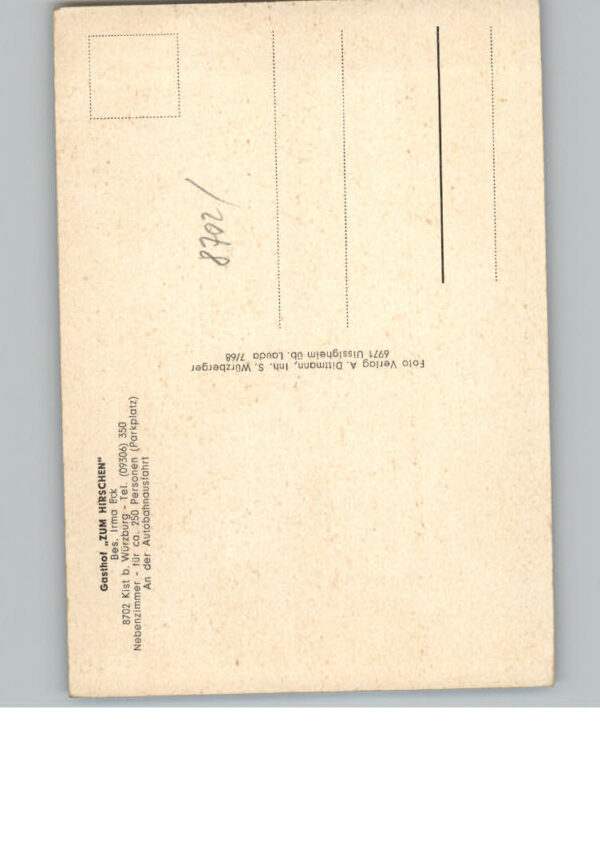 Gasthof „ZUM HIRSCHEN"
Bes. Irma Eck
8702 Kist b. Würzburg - Tel. (09306) 350
Nebenzimmer - für ca. 250 Personen (Parkplatz)
An der Autobahnausfahrt
Foto Verlag A. Dittmann, Inh. S. Würzberger
6971 Uissigheim üb. Lauda 7/68
8702/